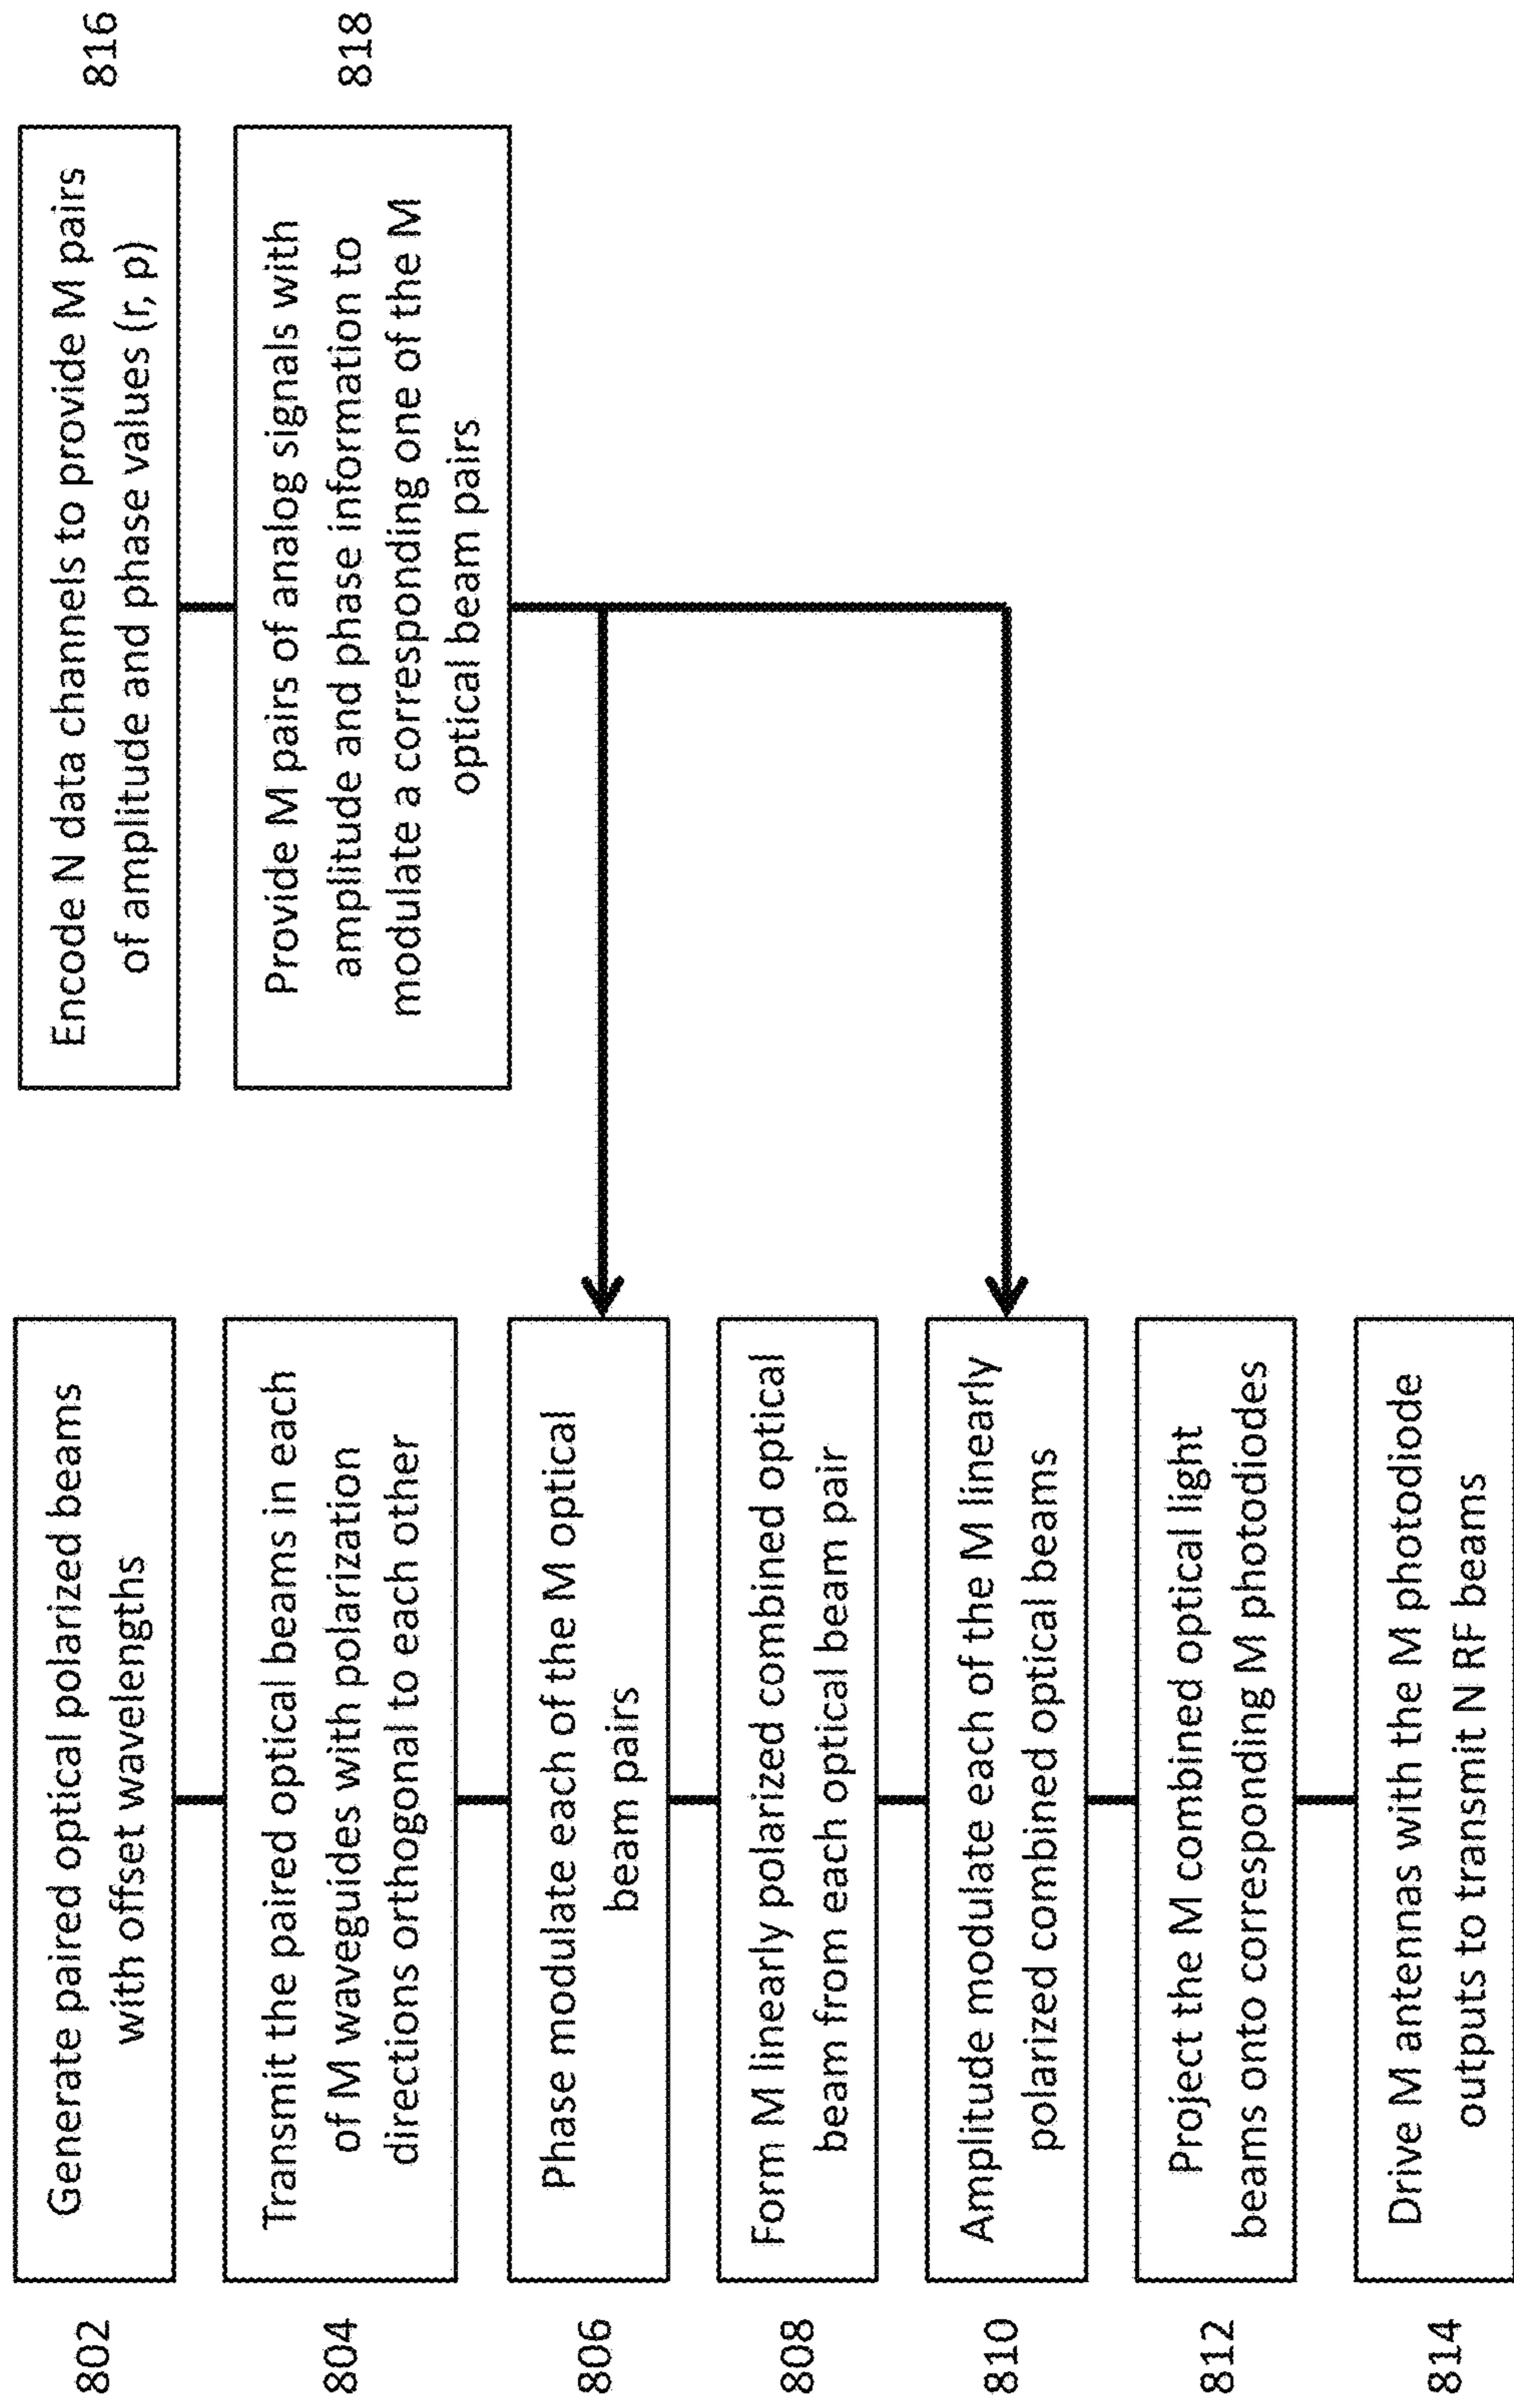 802
Generate paired optical polarized beams
with offset wavelengths
804
Transmit the paired optical beams in each
of M waveguides with polarization
directions orthogonal to each other
806
Phase modulate each of the M optical
beam pairs
808
Form M linearly polarized combined optical
beam from each optical beam pair
810
Amplitude modulate each of the M linearly
polarized combined optical beams
812
Project the M combined optical light
beams onto corresponding M photodiodes
814
Drive M antennas with the M photodiode
outputs to transmit N RF beams
Encode N data channels to provide M pairs
of amplitude and phase values (r, p)
816
Provide M pairs of analog signals with
amplitude and phase information to
modulate a corresponding one of the M
optical beam pairs
818